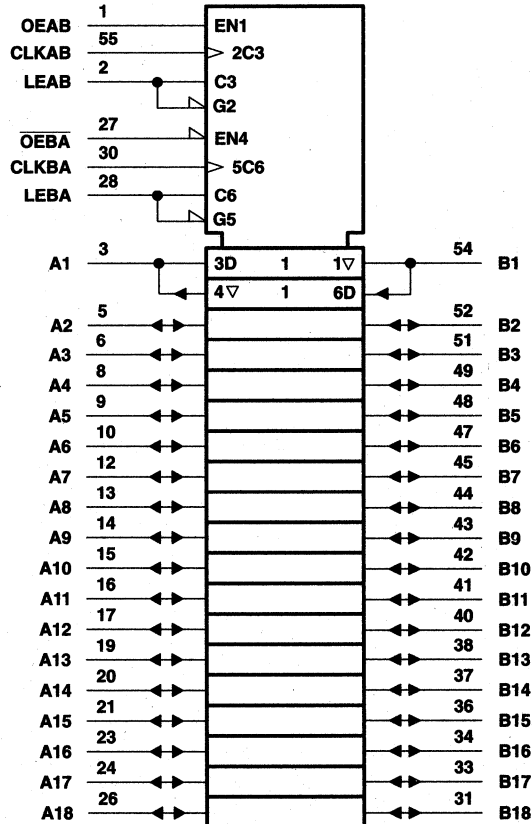 OEAB 1 EN1
CLKAB 55 2C3
LEAB 2 C3
G2
OEBA 27 EN4
CLKBA 30 5C6
LEBA 28 C6
G5
A1 3 3D 1 1▽ 54 B1
4▽ 1 6D
A2 5 52 B2
A3 6 51 B3
A4 8 49 B4
A5 9 48 B5
A6 10 47 B6
A7 12 45 B7
A8 13 44 B8
A9 14 43 B9
A10 15 42 B10
A11 16 41 B11
A12 17 40 B12
A13 19 38 B13
A14 20 37 B14
A15 21 36 B15
A16 23 34 B16
A17 24 33 B17
A18 26 31 B18